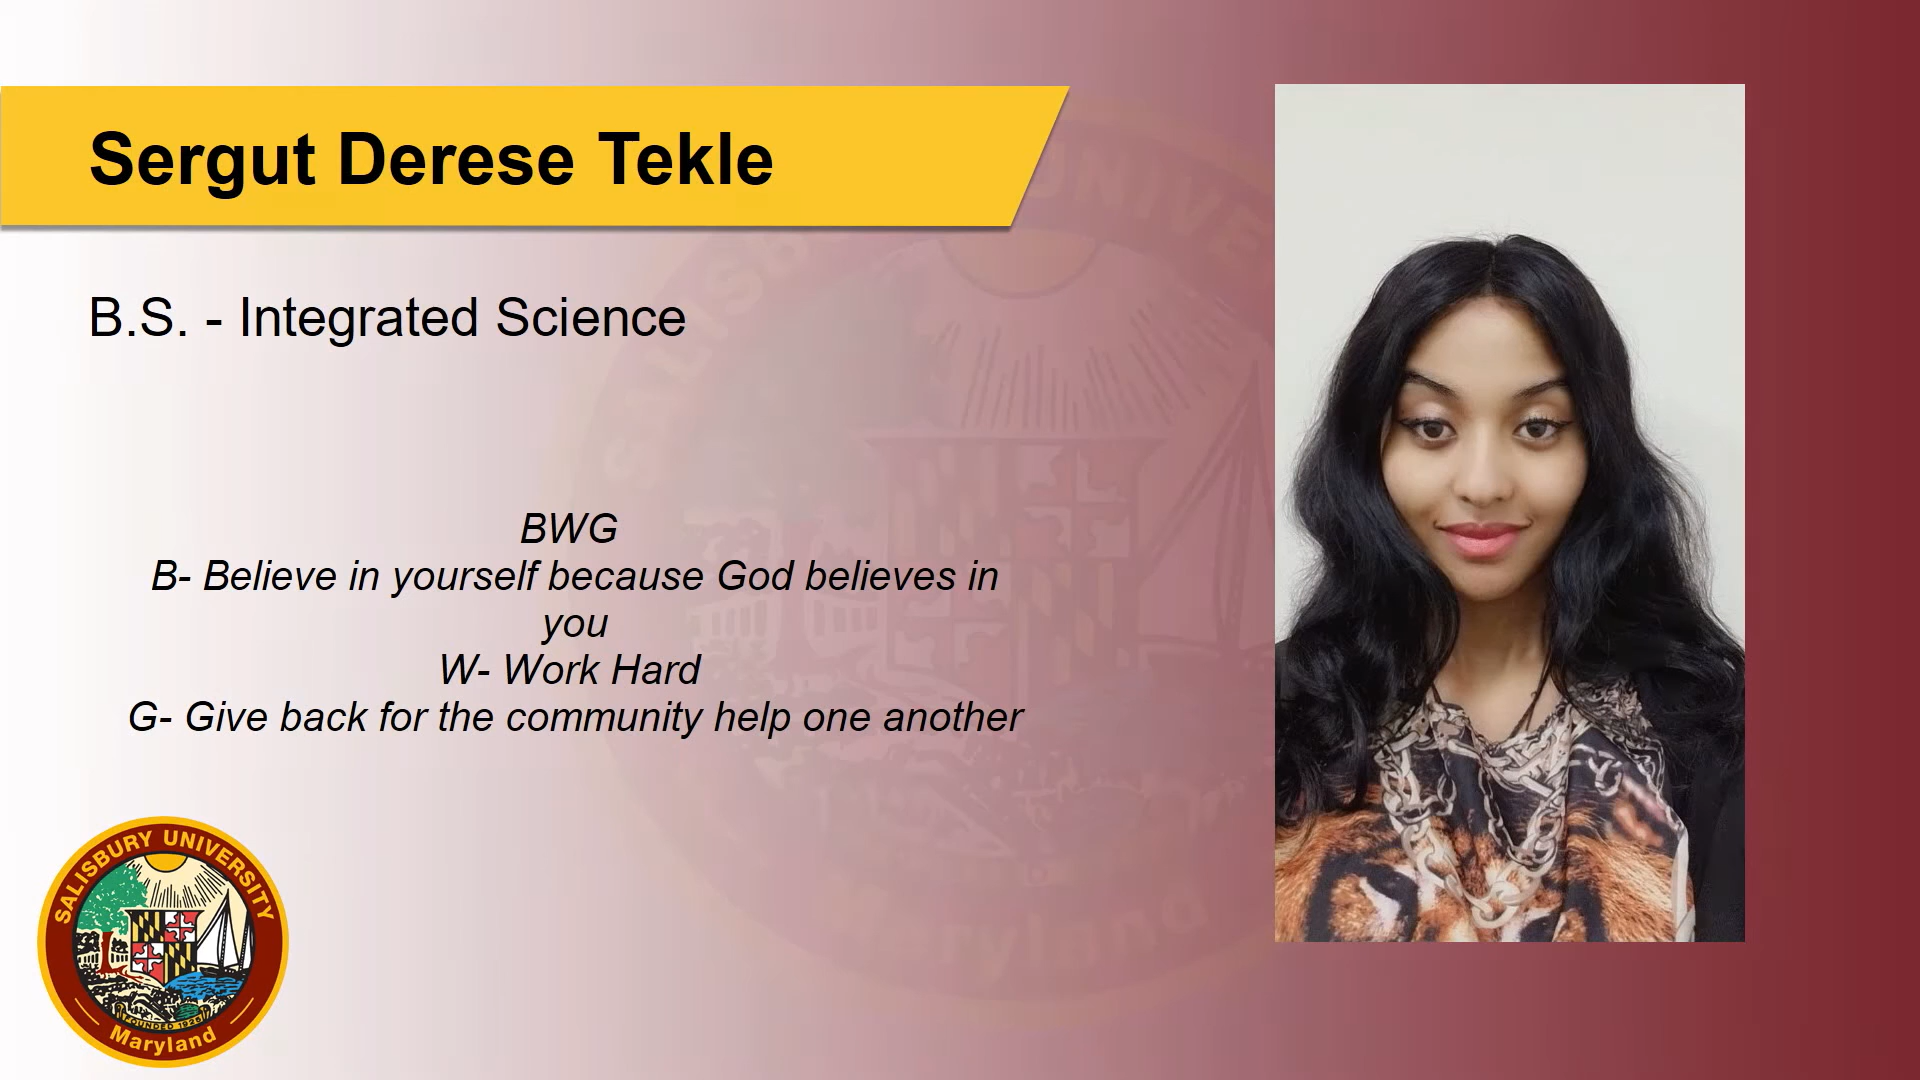 Sergut Derese Tekle
B.S. - Integrated Science
BWG
B- Believe in yourself because God believes in
you
W- Work Hard
G- Give back for the community help one another
SALISBURY UNIVERSITY
FOUNDED 1925
Maryland